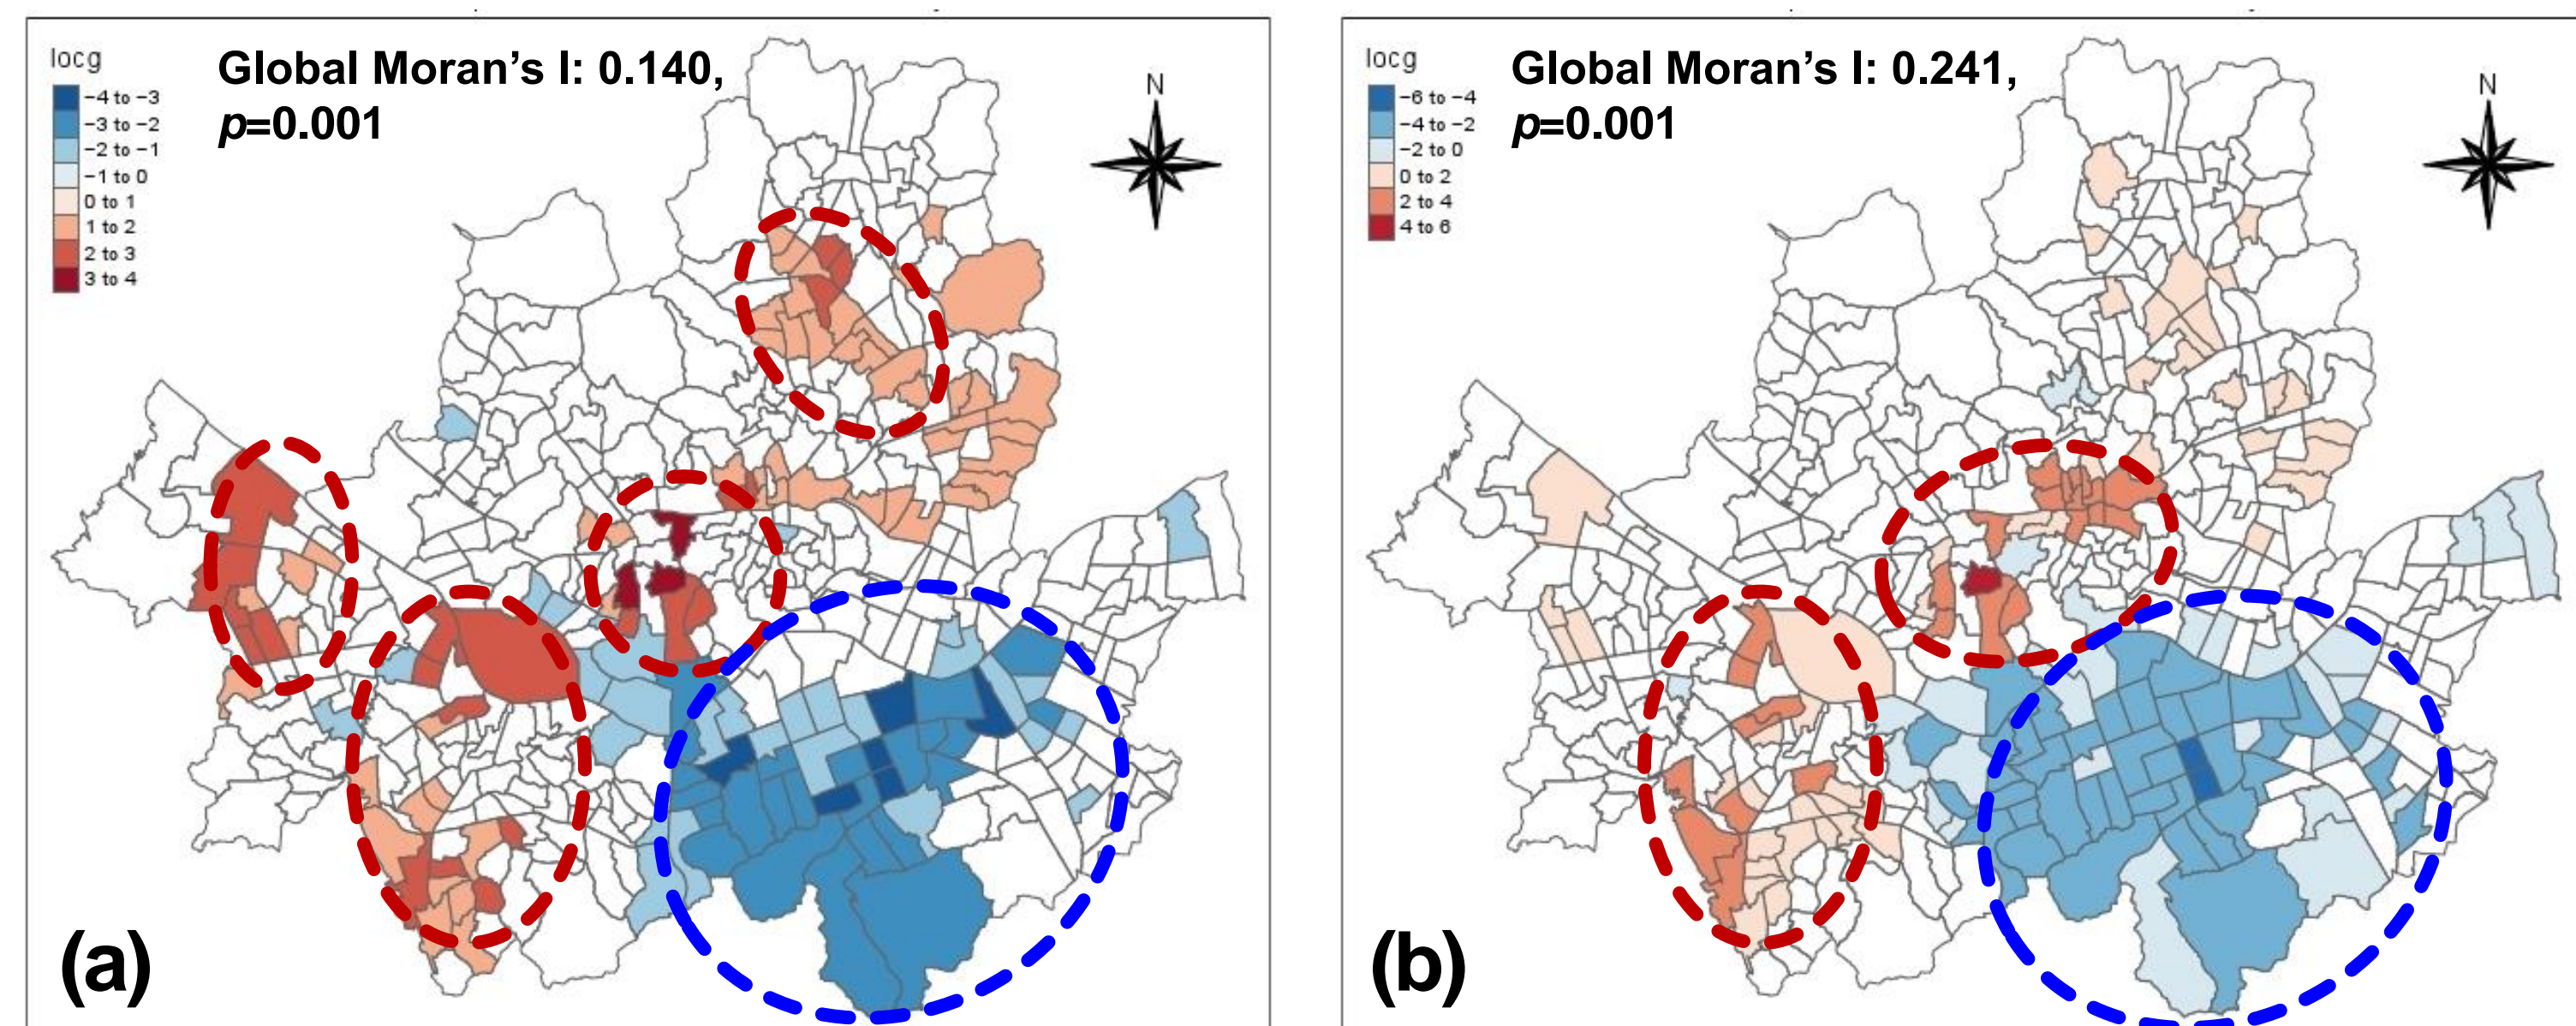 locg
−4 to −3
−3 to −2
−2 to −1
−1 to 0
0 to 1
1 to 2
2 to 3
3 to 4
Global Moran’s I: 0.140,
p=0.001
N
(a)
locg
−6 to −4
−4 to −2
−2 to 0
0 to 2
2 to 4
4 to 6
Global Moran’s I: 0.241,
p=0.001
N
(b)